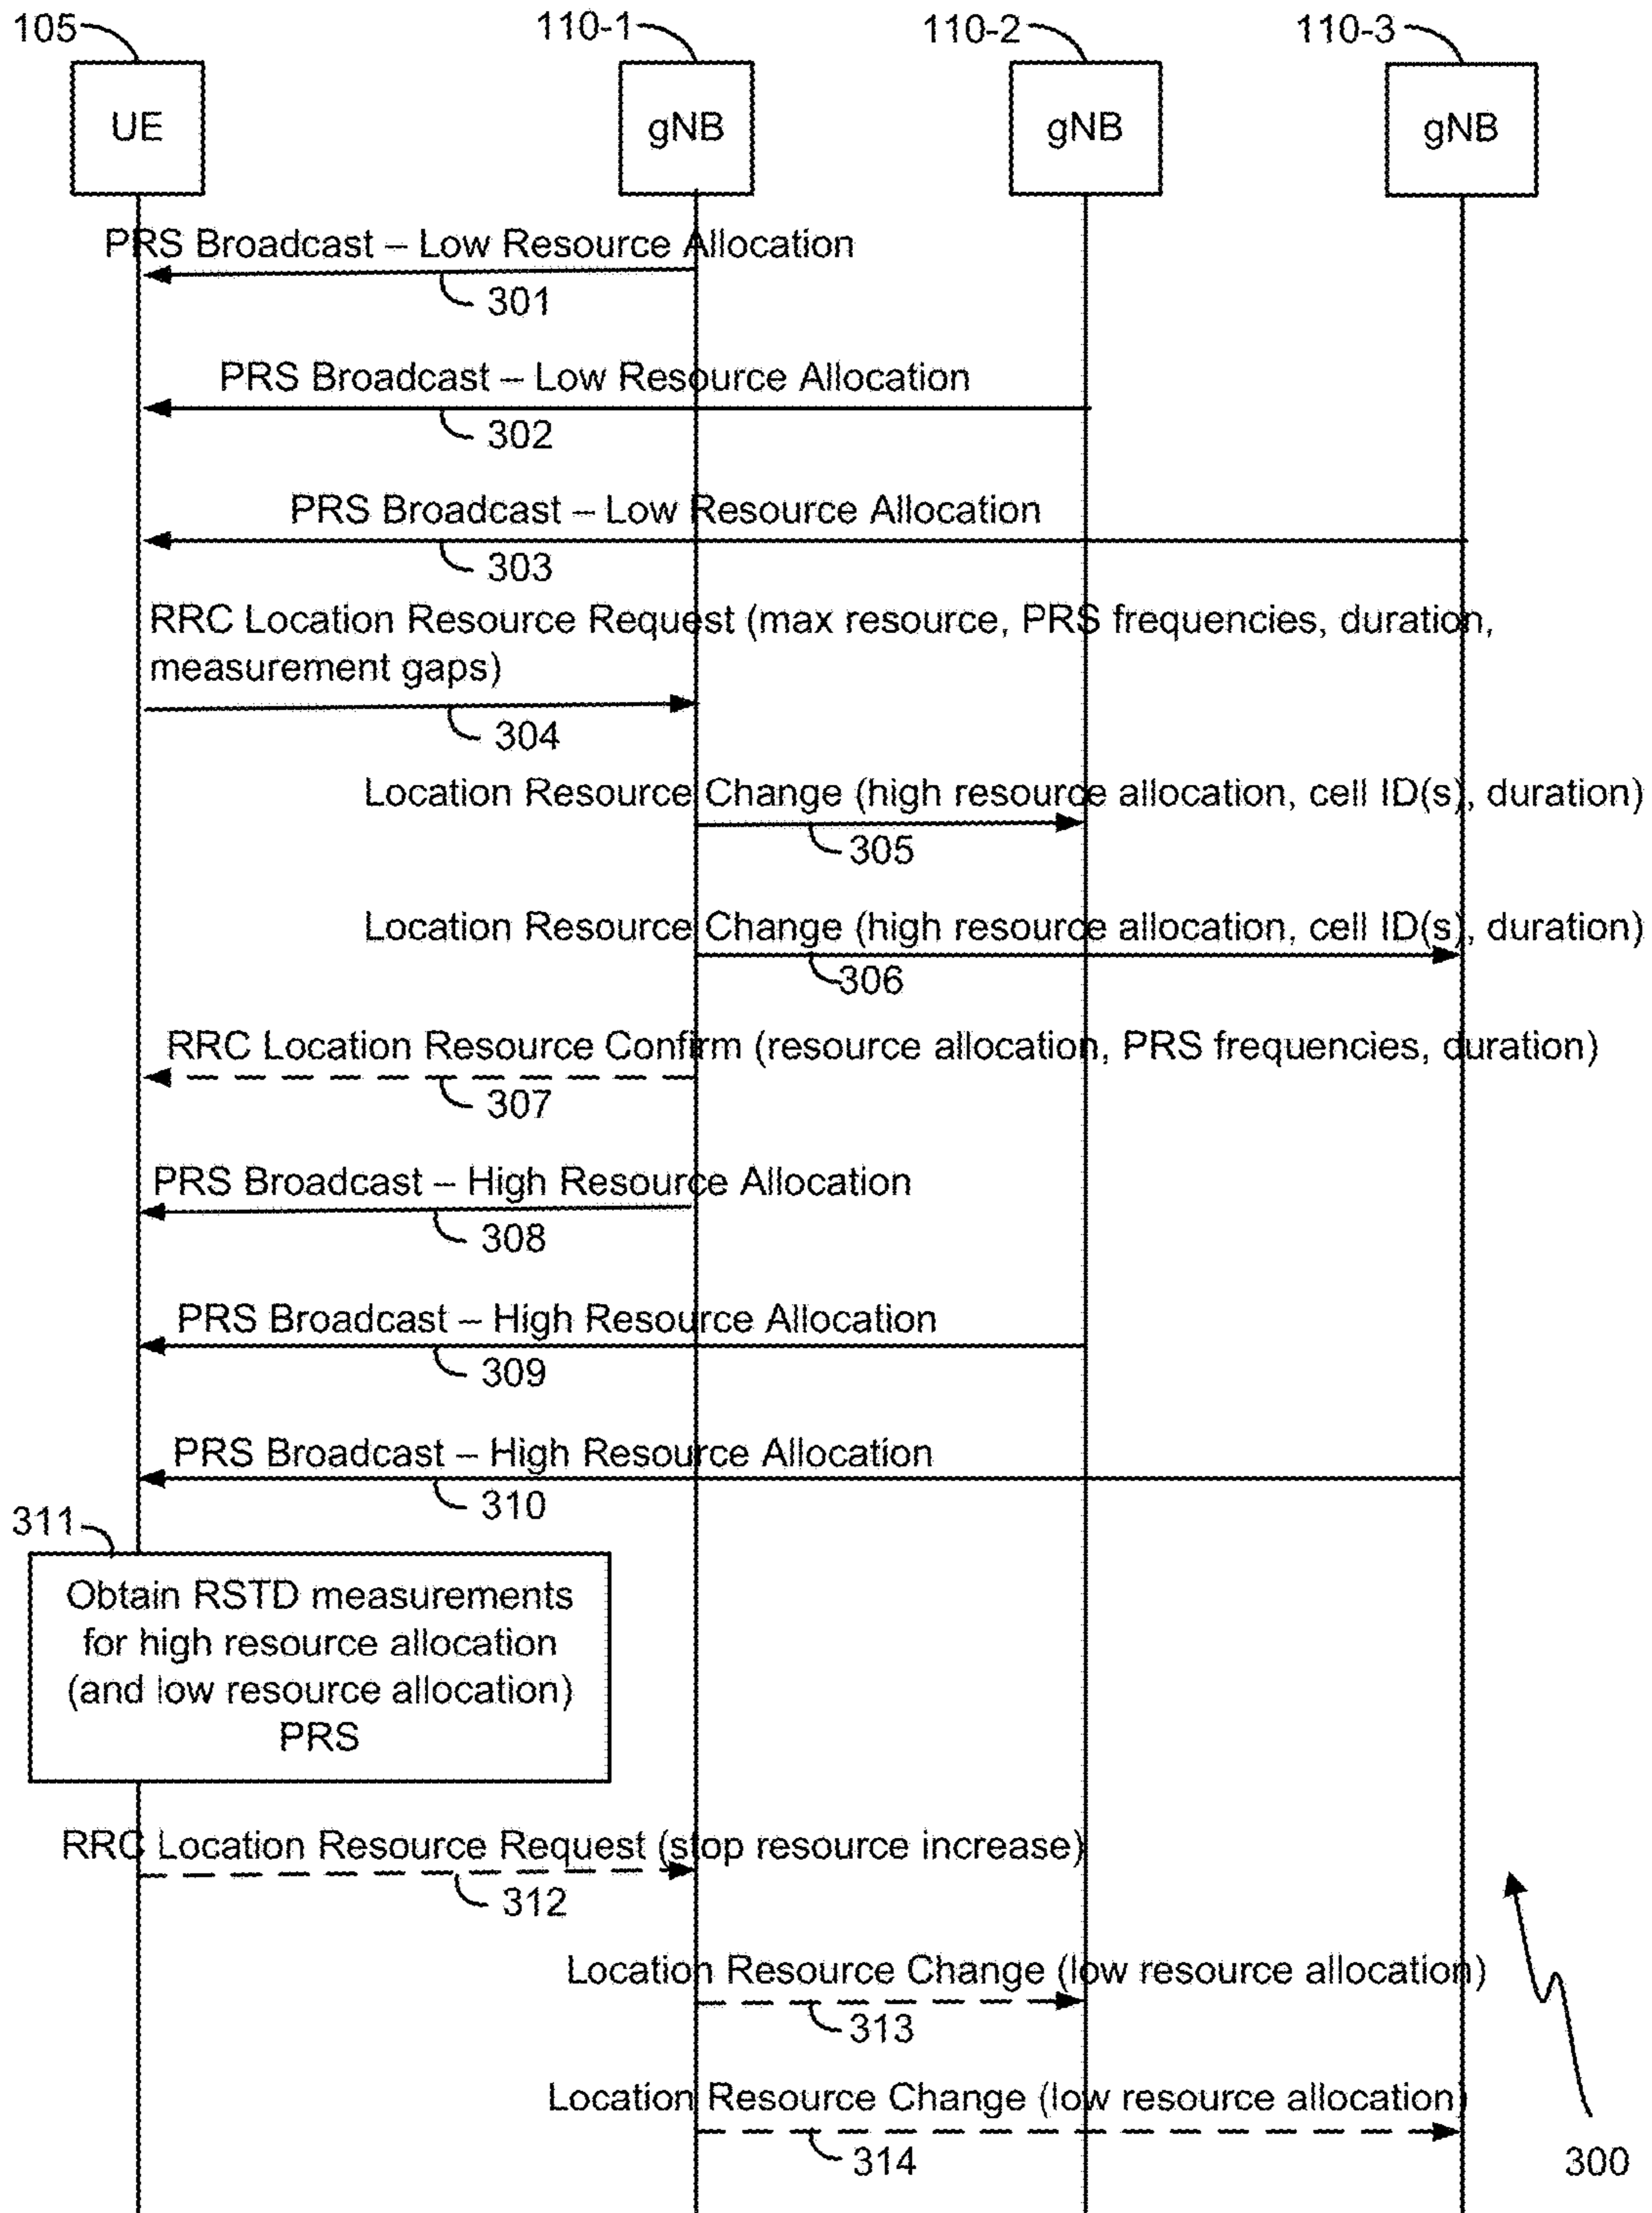 105
110-1
110-2
110-3
UE
gNB
gNB
gNB
PRS Broadcast – Low Resource Allocation
301
PRS Broadcast – Low Resource Allocation
302
PRS Broadcast – Low Resource Allocation
303
RRC Location Resource Request (max resource, PRS frequencies, duration,
measurement gaps)
304
Location Resource Change (high resource allocation, cell ID(s), duration)
305
Location Resource Change (high resource allocation, cell ID(s), duration)
306
RRC Location Resource Confirm (resource allocation, PRS frequencies, duration)
307
PRS Broadcast – High Resource Allocation
308
PRS Broadcast – High Resource Allocation
309
PRS Broadcast – High Resource Allocation
310
311
Obtain RSTD measurements
for high resource allocation
(and low resource allocation)
PRS
RRC Location Resource Request (stop resource increase)
312
Location Resource Change (low resource allocation)
313
Location Resource Change (low resource allocation)
314
300